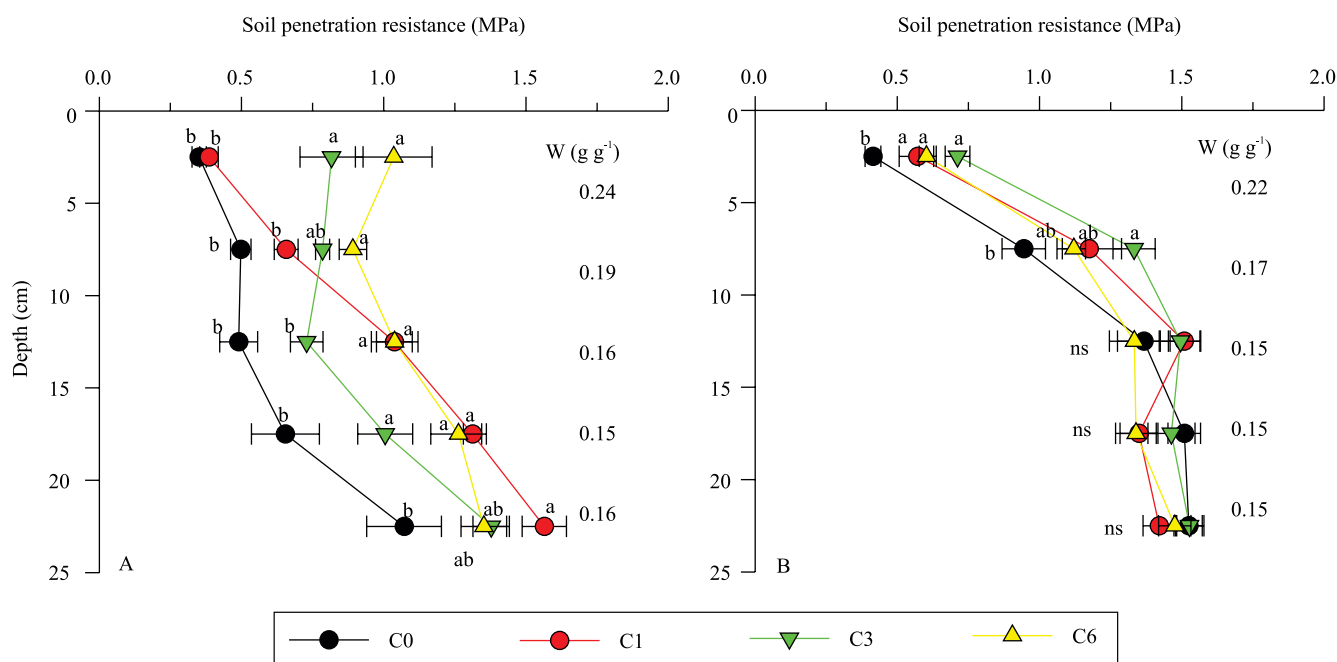 Soil penetration resistance (MPa)
0.0 0.5 1.0 1.5 2.0
Depth (cm)
0
5
10
15
20
25
W (g g⁻¹)
0.24
0.19
0.16
0.15
0.16
b b a a
b b ab a
b b a a
b a a a
b ab a
ab
A
Soil penetration resistance (MPa)
0.0 0.5 1.0 1.5 2.0
0
5
10
15
20
25
W (g g⁻¹)
0.22
0.17
0.15
0.15
0.15
b a a a
b ab ab a
ns
ns
ns
B
C0 C1 C3 C6